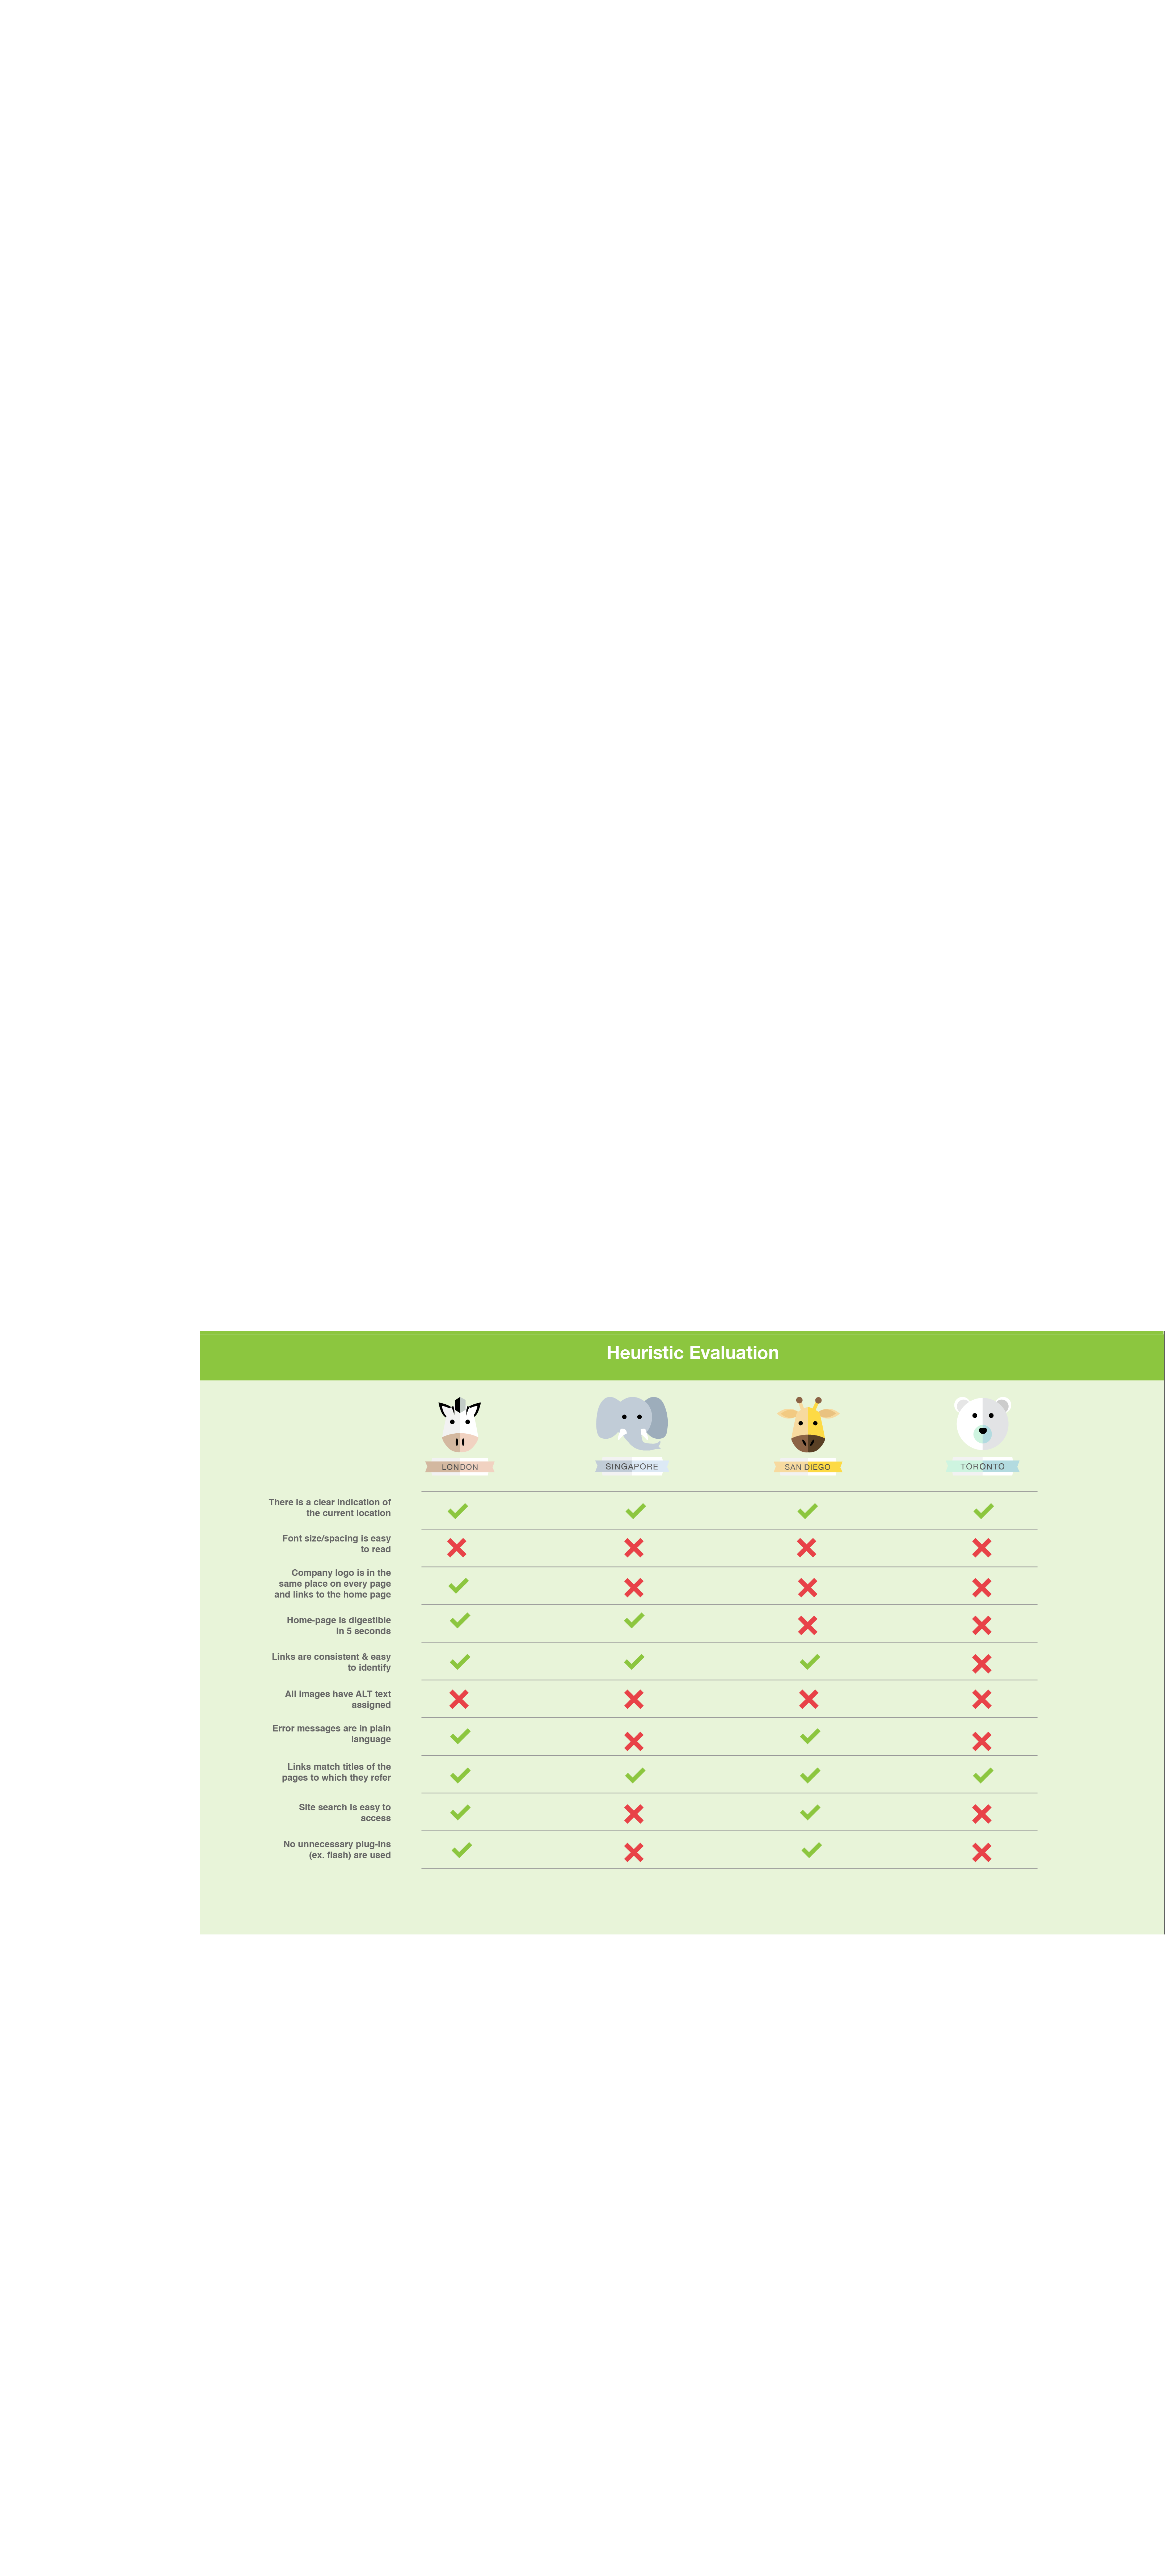 Heuristic Evaluation
LONDON
SINGAPORE
SAN DIEGO
TORONTO
There is a clear indication of
the current location
Font size/spacing is easy
to read
Company logo is in the
same place on every page
and links to the home page
Home-page is digestible
in 5 seconds
Links are consistent & easy
to identify
All images have ALT text
assigned
Error messages are in plain
language
Links match titles of the
pages to which they refer
Site search is easy to
access
No unnecessary plug-ins
(ex. flash) are used